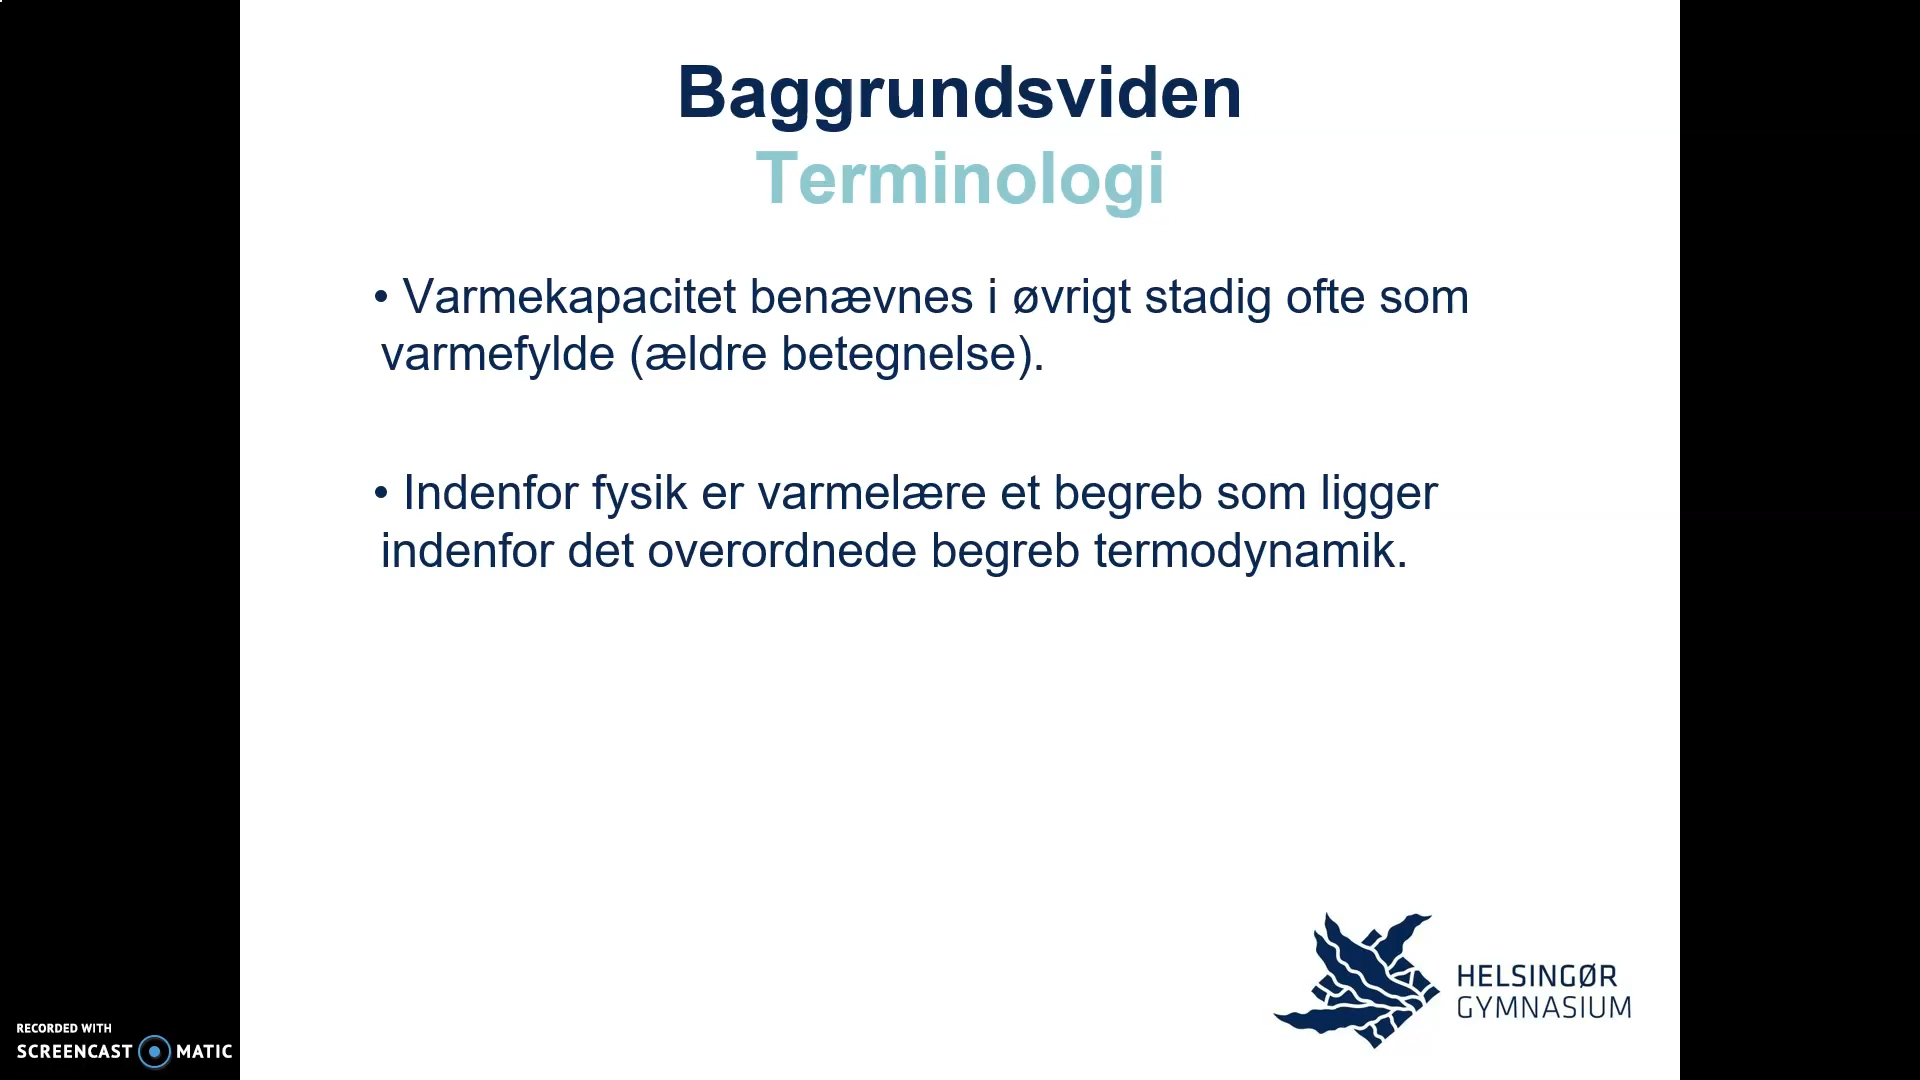 Baggrundsviden
Terminologi
• Varmekapacitet benævnes i øvrigt stadig ofte som
varmefylde (ældre betegnelse).
• Indenfor fysik er varmelære et begreb som ligger
indenfor det overordnede begreb termodynamik.
HELSINGØR
GYMNASIUM
RECORDED WITH
SCREENCAST MATIC